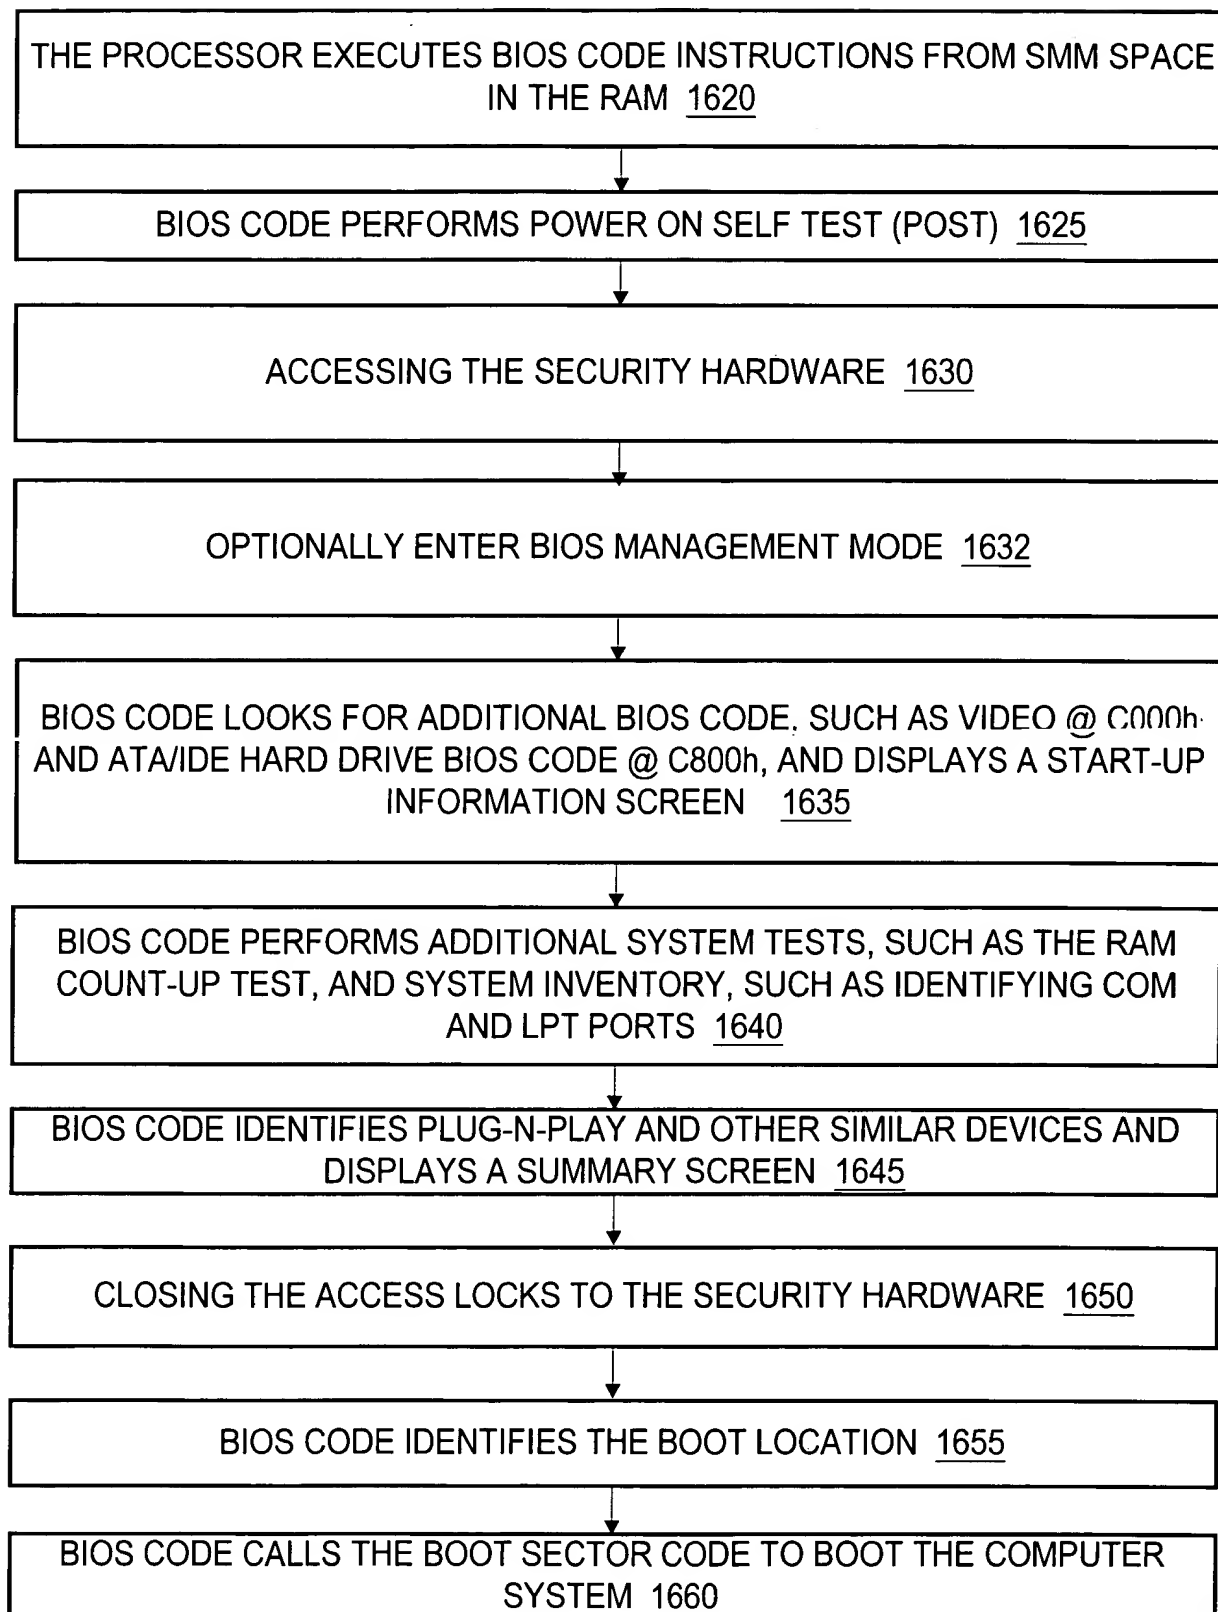 THE PROCESSOR EXECUTES BIOS CODE INSTRUCTIONS FROM SMM SPACE
IN THE RAM 1620
BIOS CODE PERFORMS POWER ON SELF TEST (POST) 1625
ACCESSING THE SECURITY HARDWARE 1630
OPTIONALLY ENTER BIOS MANAGEMENT MODE 1632
BIOS CODE LOOKS FOR ADDITIONAL BIOS CODE, SUCH AS VIDEO @ C000h
AND ATA/IDE HARD DRIVE BIOS CODE @ C800h, AND DISPLAYS A START-UP
INFORMATION SCREEN 1635
BIOS CODE PERFORMS ADDITIONAL SYSTEM TESTS, SUCH AS THE RAM
COUNT-UP TEST, AND SYSTEM INVENTORY, SUCH AS IDENTIFYING COM
AND LPT PORTS 1640
BIOS CODE IDENTIFIES PLUG-N-PLAY AND OTHER SIMILAR DEVICES AND
DISPLAYS A SUMMARY SCREEN 1645
CLOSING THE ACCESS LOCKS TO THE SECURITY HARDWARE 1650
BIOS CODE IDENTIFIES THE BOOT LOCATION 1655
BIOS CODE CALLS THE BOOT SECTOR CODE TO BOOT THE COMPUTER
SYSTEM 1660